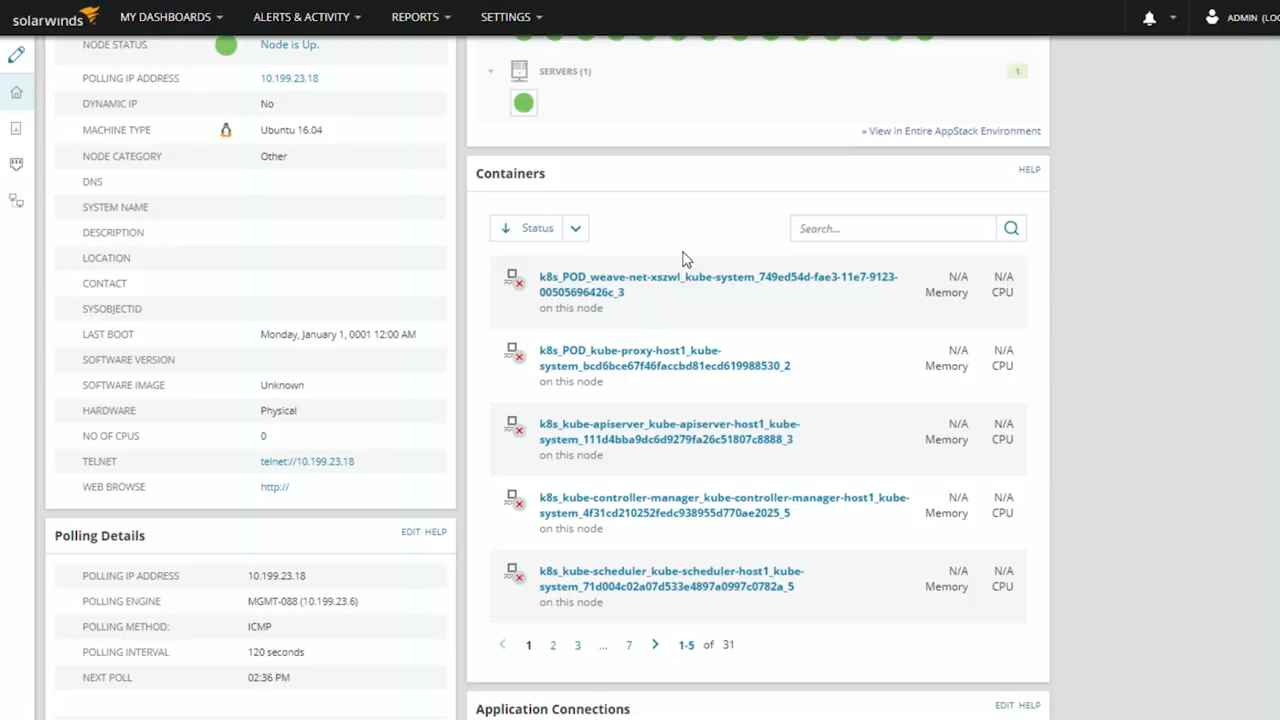 solarwinds
MY DASHBOARDS
ALERTS & ACTIVITY
REPORTS
SETTINGS
ADMIN (LOC
NODE STATUS Node is Up.
POLLING IP ADDRESS 10.199.23.18
DYNAMIC IP No
MACHINE TYPE Ubuntu 16.04
NODE CATEGORY Other
DNS
SYSTEM NAME
DESCRIPTION
LOCATION
CONTACT
SYSOBJECTID
LAST BOOT Monday, January 1, 0001 12:00 AM
SOFTWARE VERSION
SOFTWARE IMAGE Unknown
HARDWARE Physical
NO OF CPUS 0
TELNET telnet://10.199.23.18
WEB BROWSE http://
Polling Details EDIT HELP
POLLING IP ADDRESS 10.199.23.18
POLLING ENGINE MGMT-088 (10.199.23.6)
POLLING METHOD: ICMP
POLLING INTERVAL 120 seconds
NEXT POLL 02:36 PM
SERVERS (1) 1
» View in Entire AppStack Environment
Containers HELP
Status Search...
k8s_POD_weave-net-xszwl_kube-system_749ed54d-fae3-11e7-9123- N/A N/A
00505696426c_3 Memory CPU
on this node
k8s_POD_kube-proxy-host1_kube- N/A N/A
system_bcd6bce67f46faccbd81ecd619988530_2 Memory CPU
on this node
k8s_kube-apiserver_kube-apiserver-host1_kube- N/A N/A
system_111d4bba9dc6d9279fa26c51807c8888_3 Memory CPU
on this node
k8s_kube-controller-manager_kube-controller-manager-host1_kube- N/A N/A
system_4f31cd210252fedc938955d770ae2025_5 Memory CPU
on this node
k8s_kube-scheduler_kube-scheduler-host1_kube- N/A N/A
system_71d004c02a07d533e4897a0997c0782a_5 Memory CPU
on this node
1 2 3 ... 7 1-5 of 31
Application Connections EDIT HELP